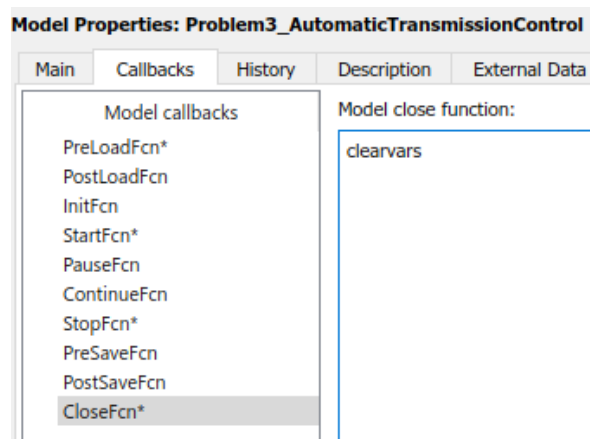 Model Properties: Problem3_AutomaticTransmissionControl
Main Callbacks History Description External Data
Model callbacks
PreLoadFcn*
PostLoadFcn
InitFcn
StartFcn*
PauseFcn
ContinueFcn
StopFcn*
PreSaveFcn
PostSaveFcn
CloseFcn*
Model close function:
clearvars